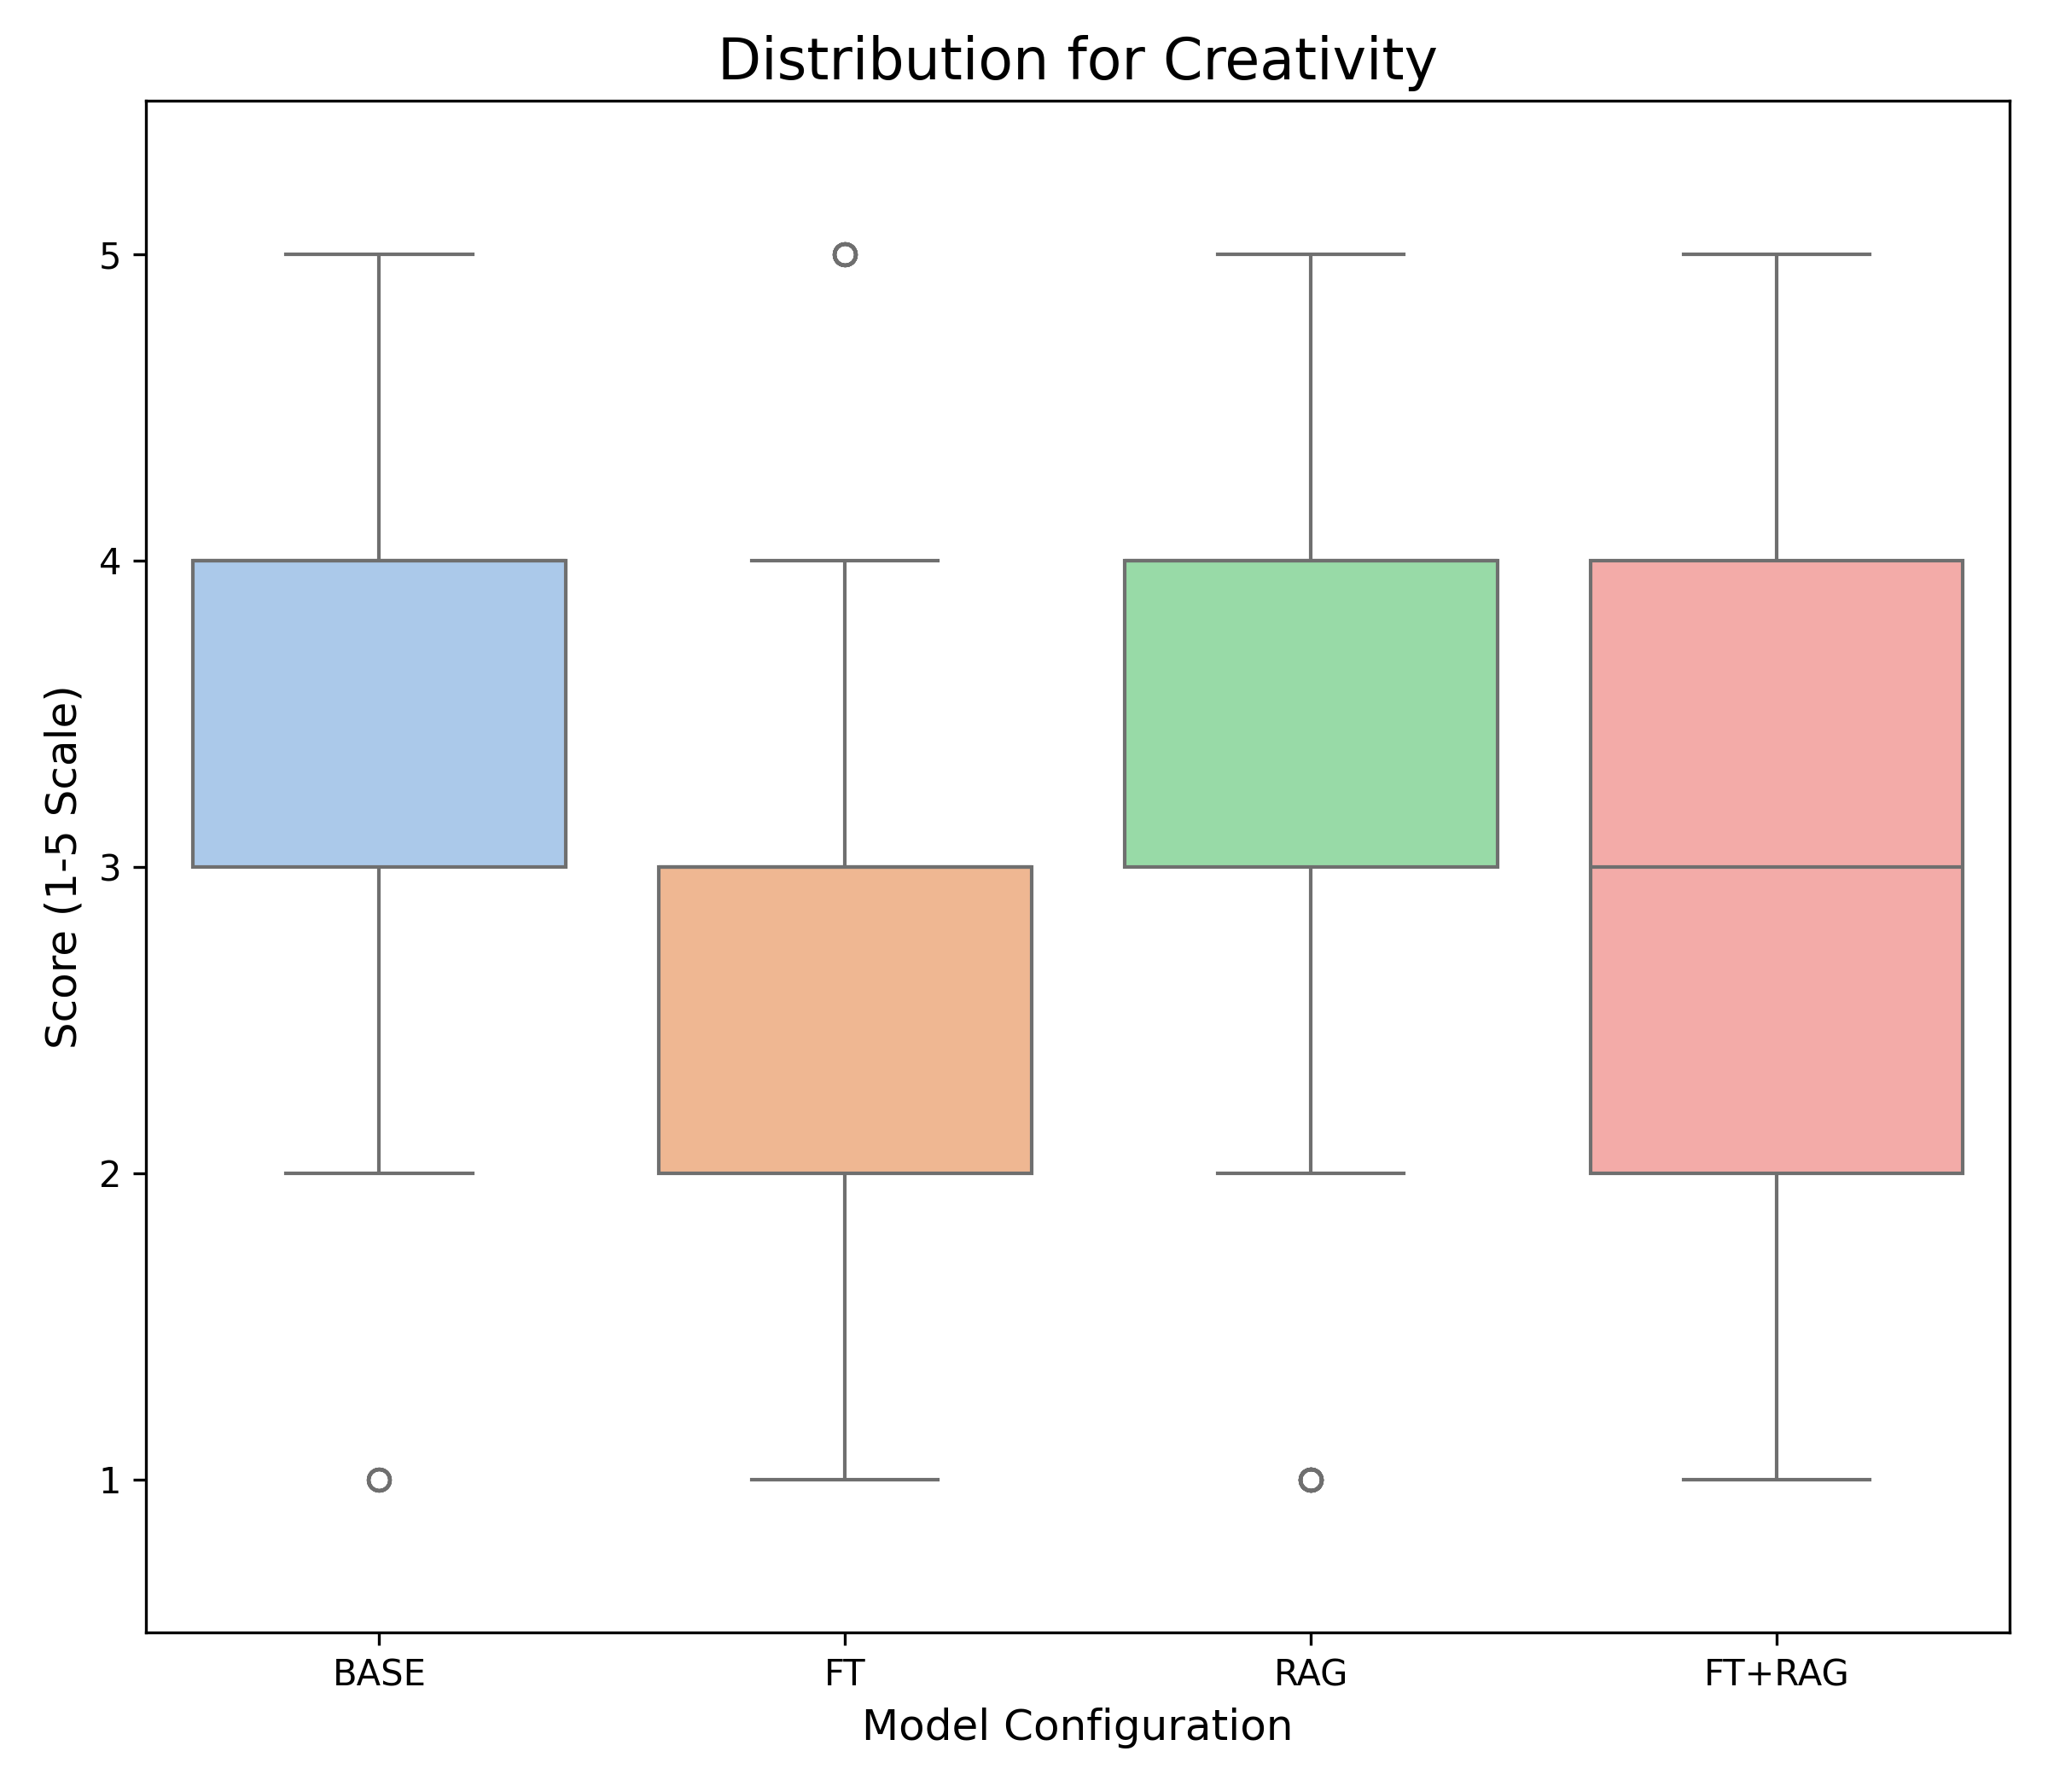 Distribution for Creativity
Score (1-5 Scale)
5
4
3
2
1
BASE FT RAG FT+RAG
Model Configuration